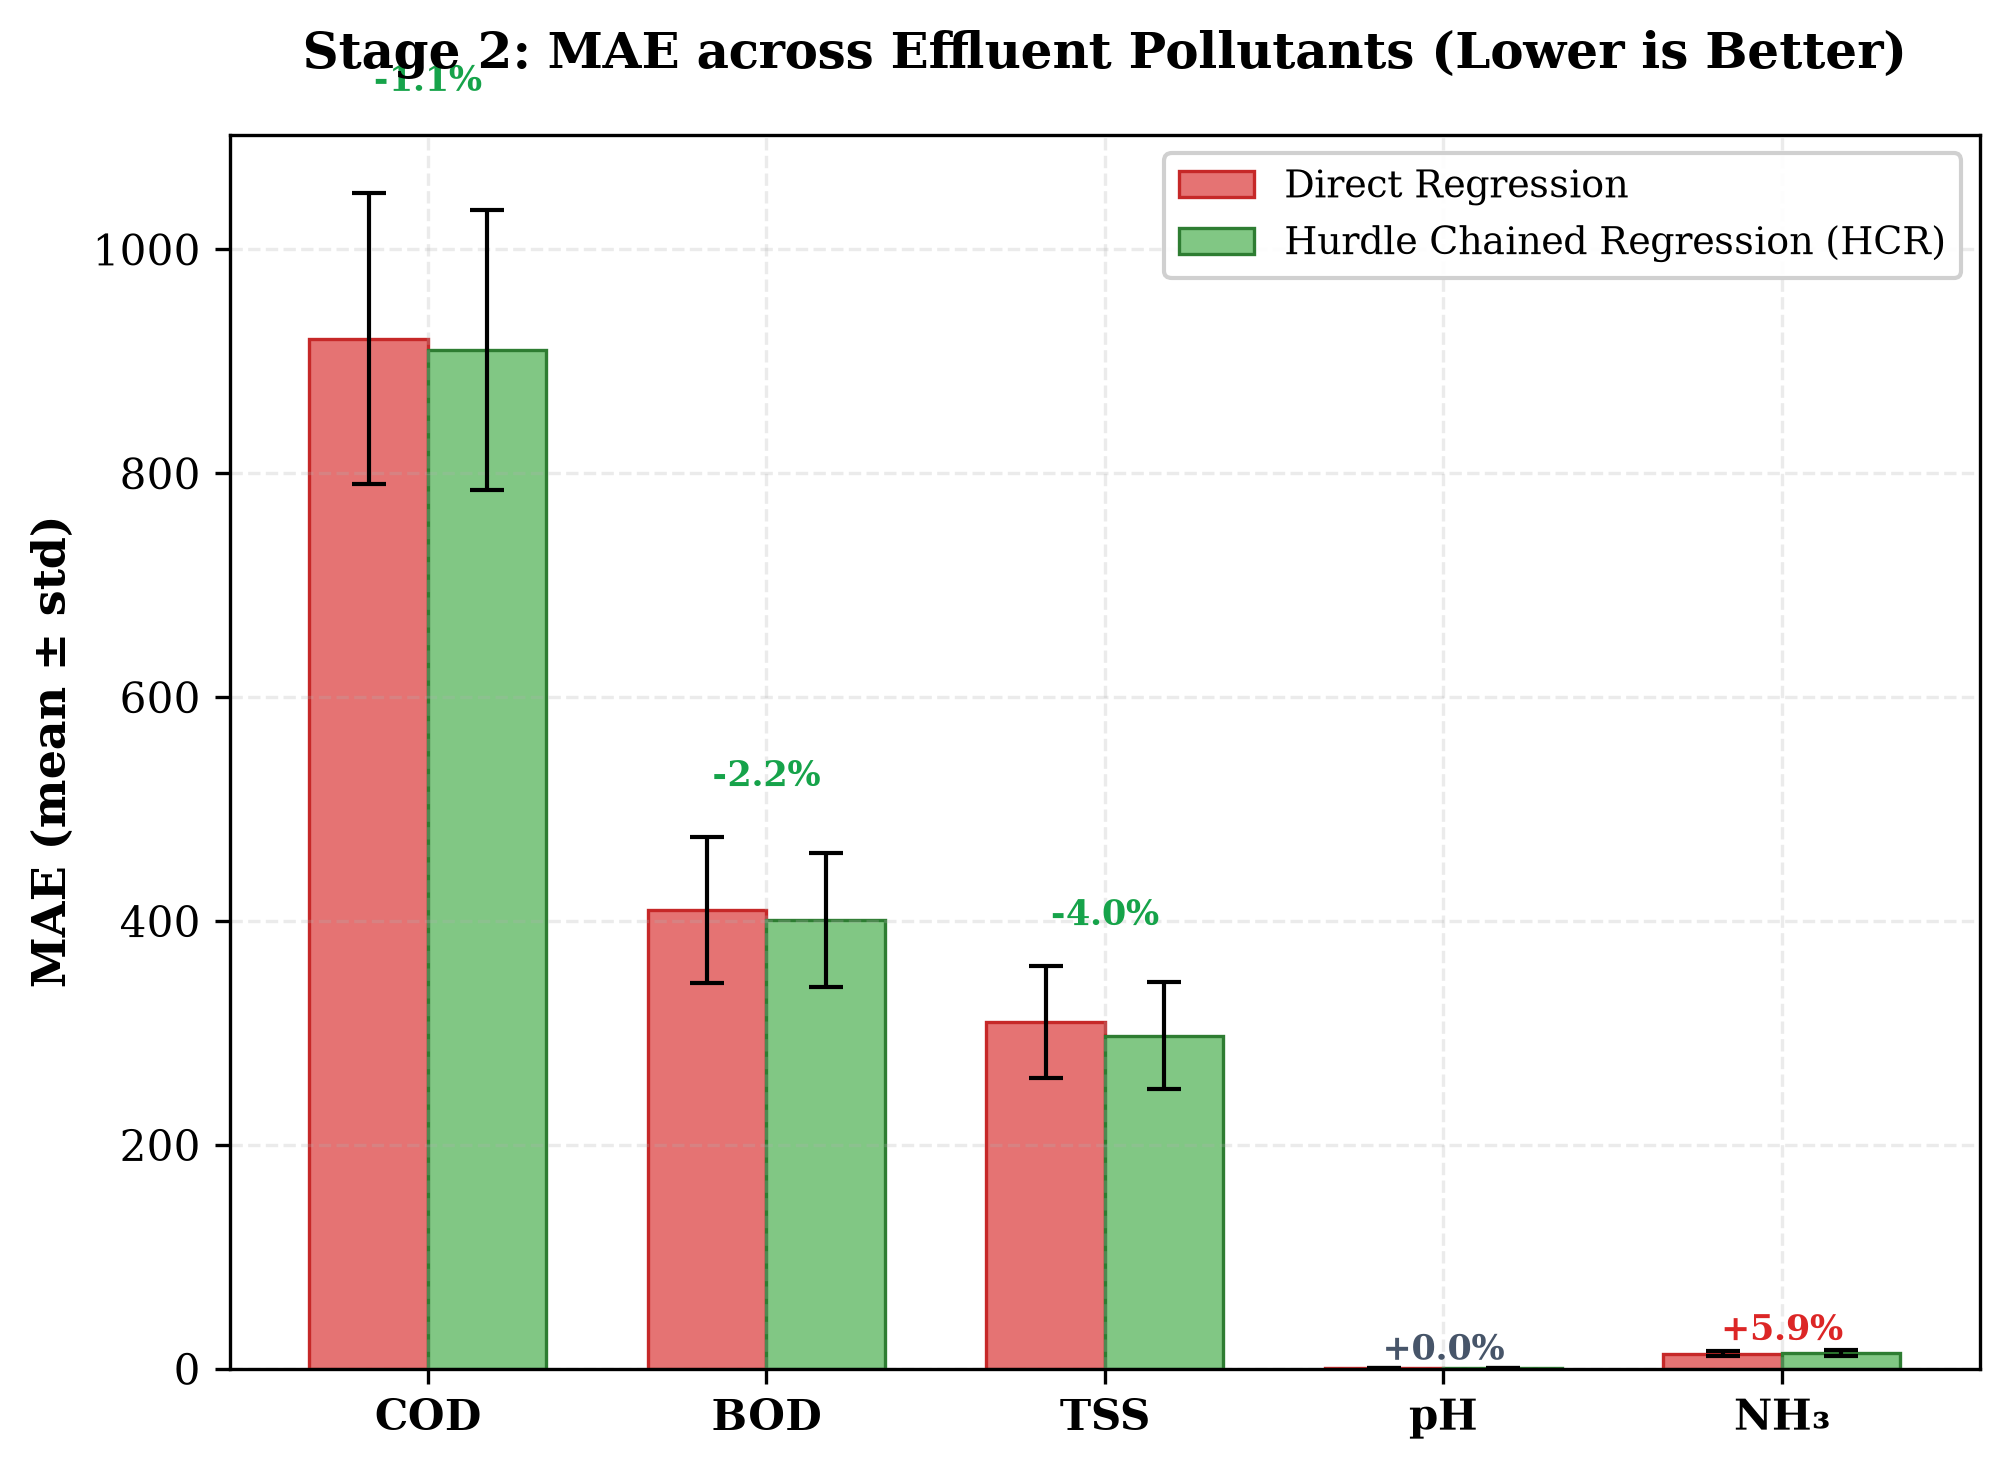 Stage 2: MAE across Effluent Pollutants (Lower is Better)
-1.1%
Direct Regression
Hurdle Chained Regression (HCR)
MAE (mean ± std)
1000
800
600
400
200
0
-2.2%
-4.0%
+0.0%
+5.9%
COD
BOD
TSS
pH
NH₃